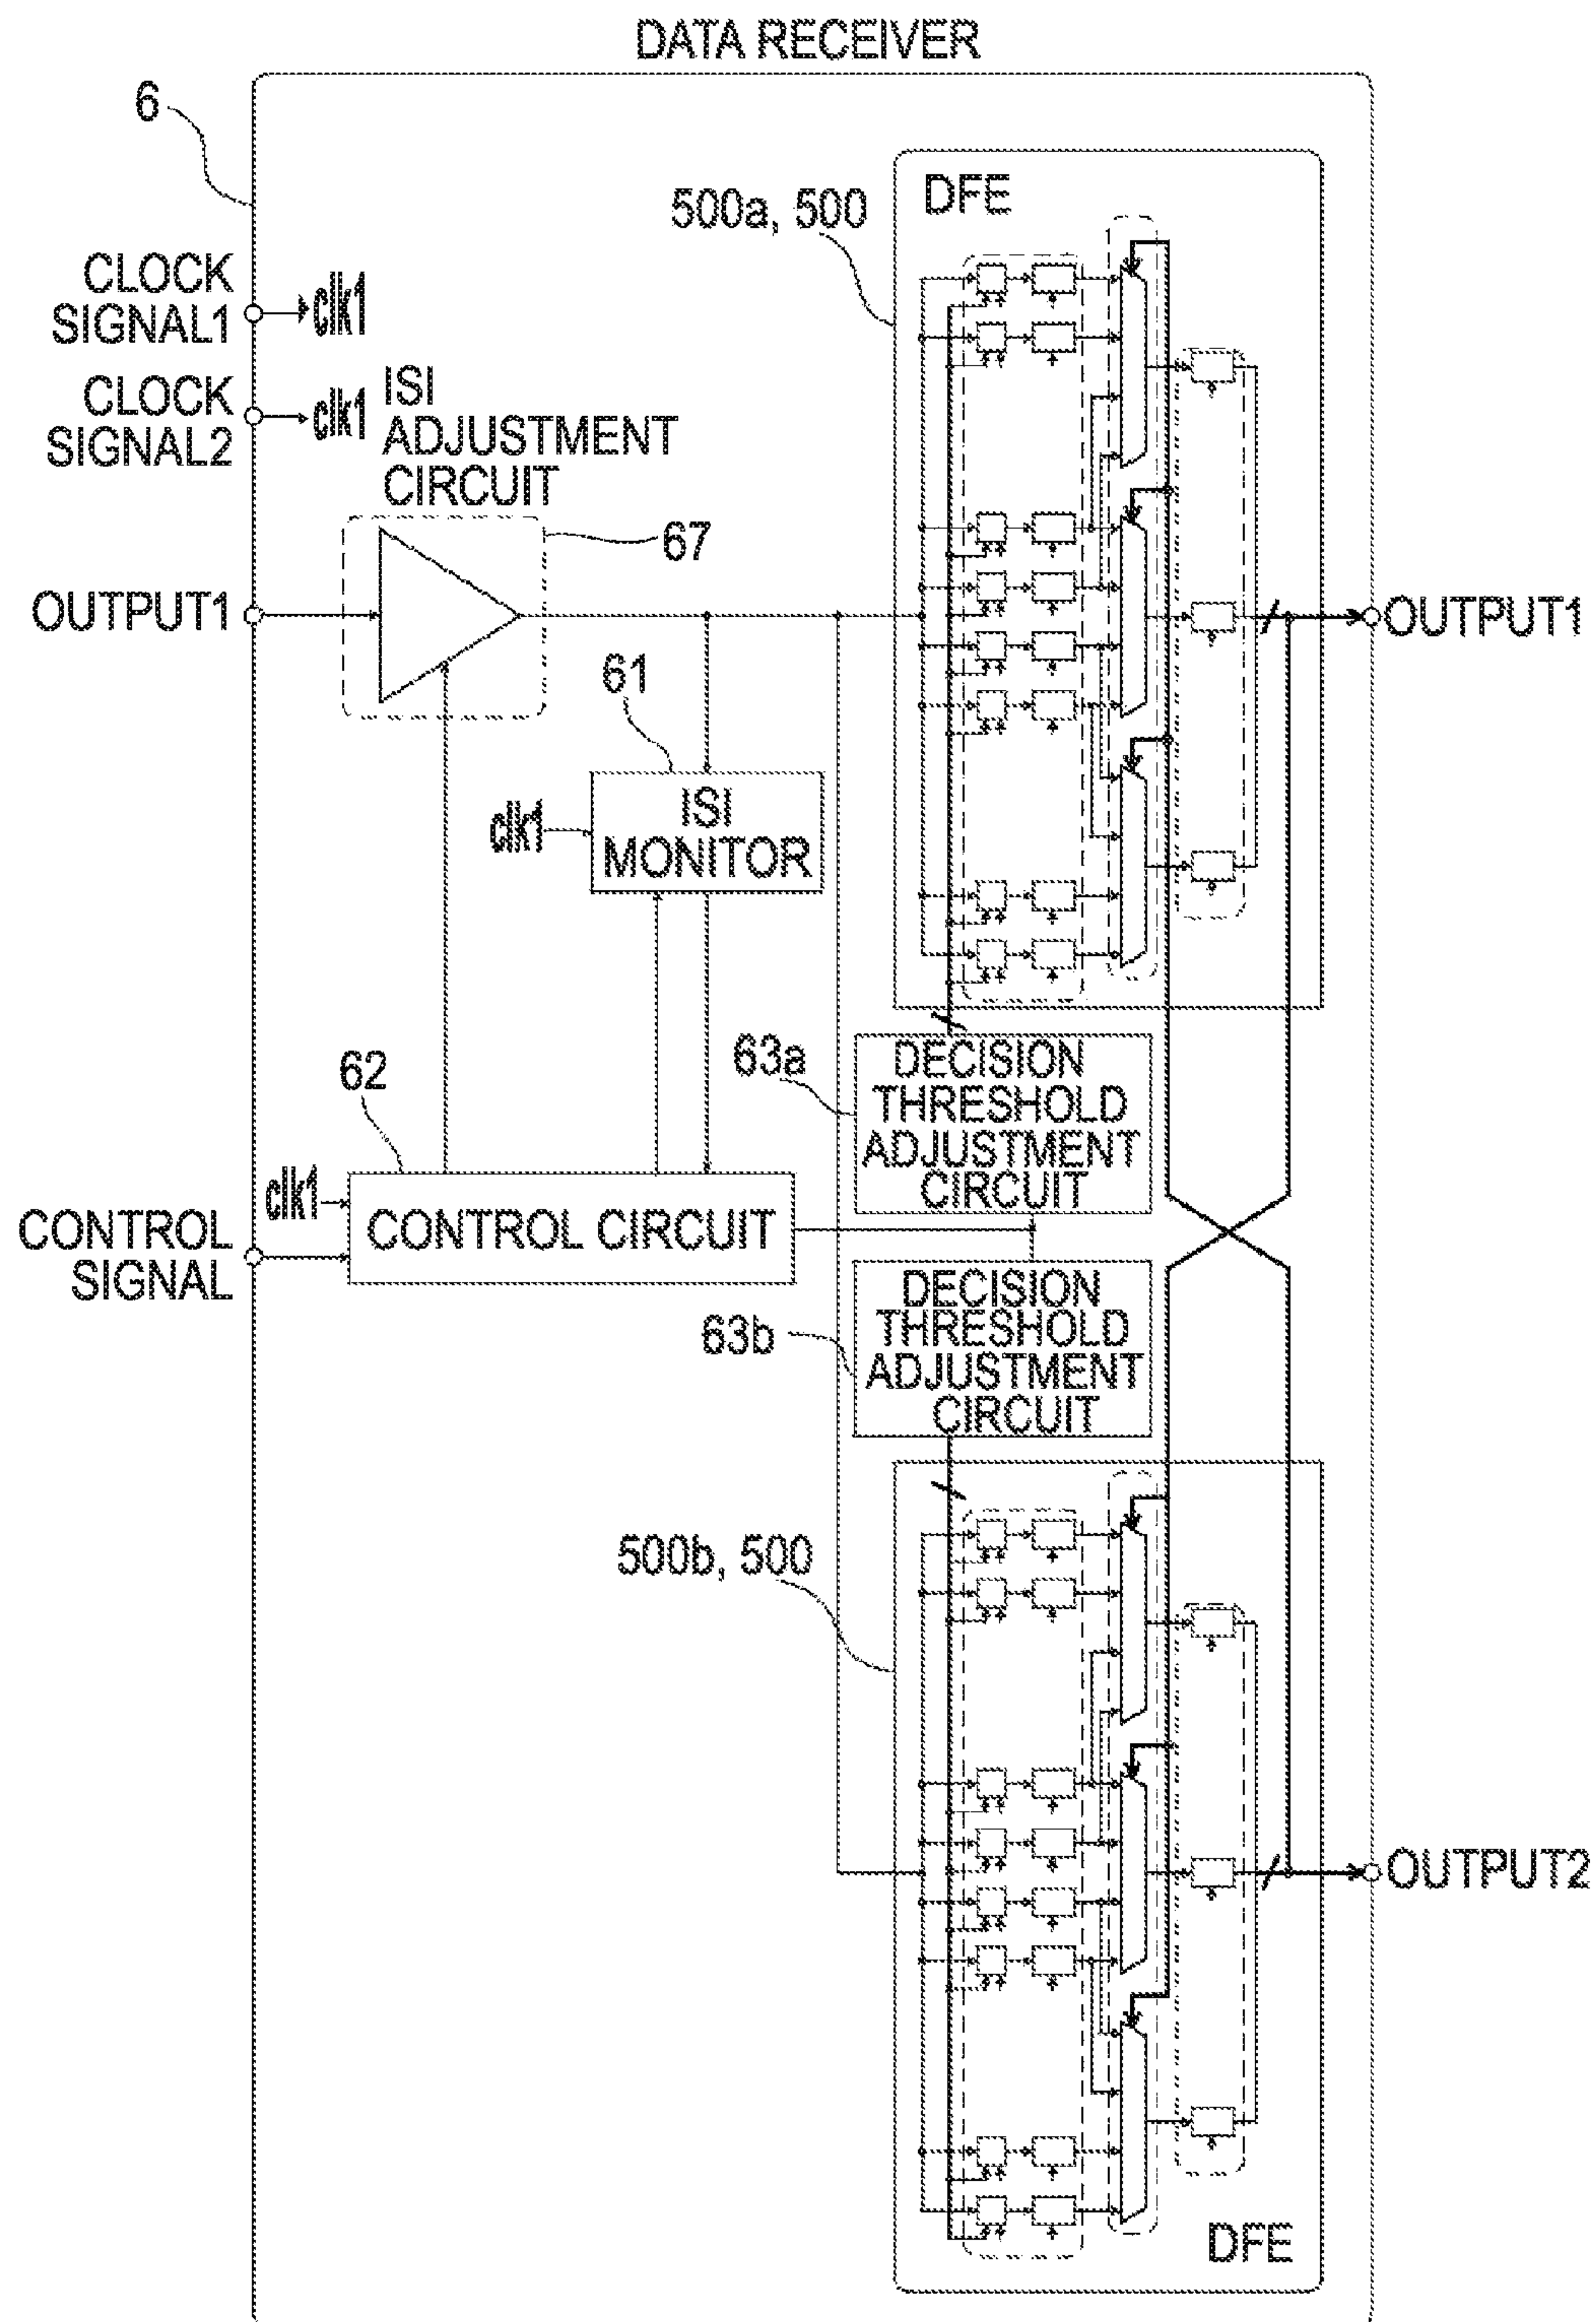 DATA RECEIVER
6
DFE
500a, 500
CLOCK
SIGNAL1
clk1
CLOCK
SIGNAL2
clk1
ISI
ADJUSTMENT
CIRCUIT
67
OUTPUT1
OUTPUT1
61
clk1
ISI
MONITOR
63a
DECISION
THRESHOLD
ADJUSTMENT
CIRCUIT
62
clk1
CONTROL
SIGNAL
CONTROL CIRCUIT
63b
DECISION
THRESHOLD
ADJUSTMENT
CIRCUIT
500b, 500
OUTPUT2
DFE